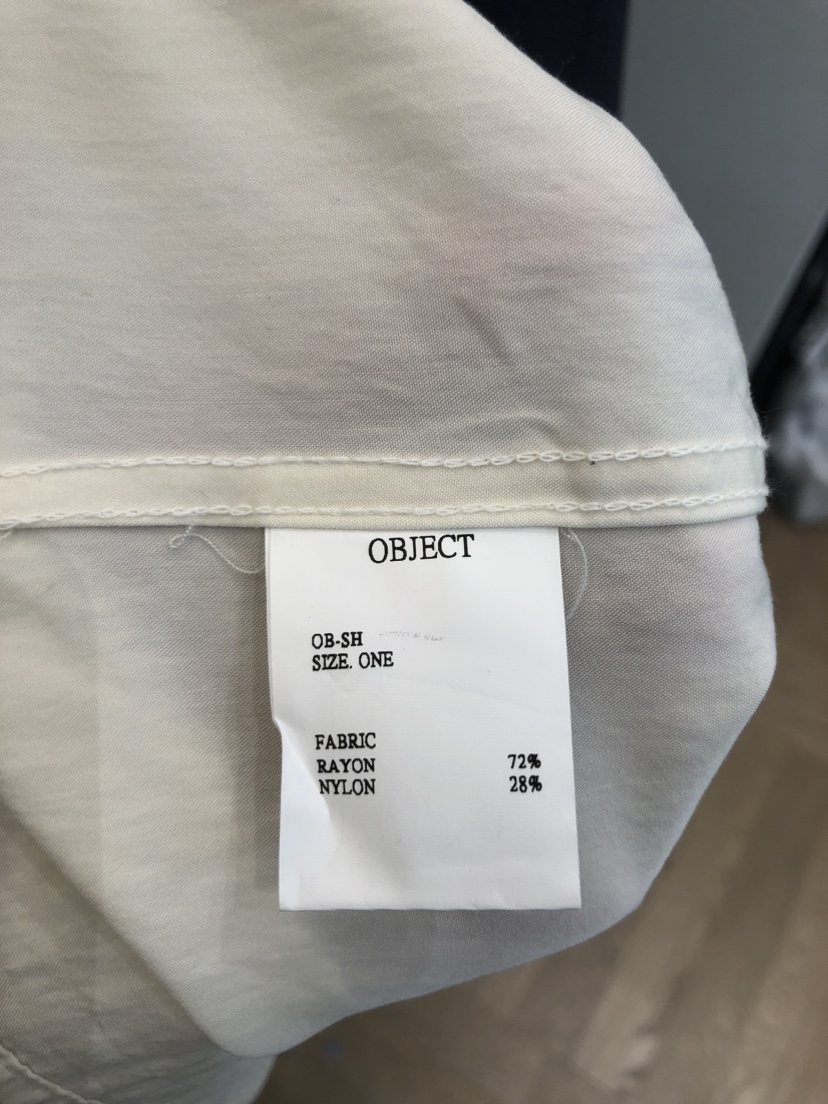 OBJECT
OB-SH
SIZE. ONE
FABRIC
RAYON 72%
NYLON 28%